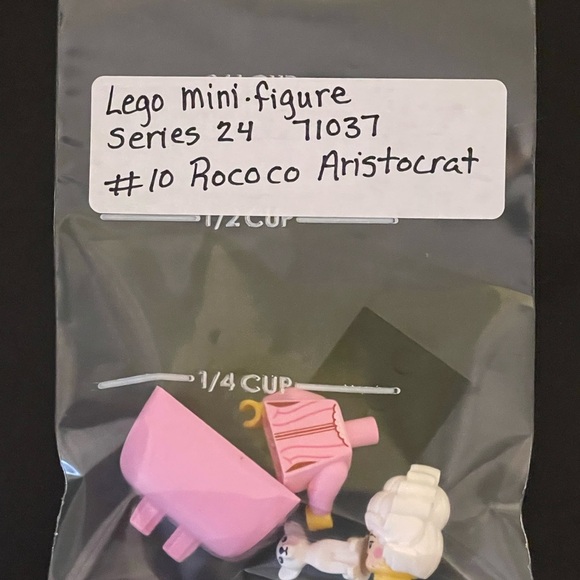 Lego mini-figure
Series 24 71037
#10 Rococo Aristocrat
1/2 CUP
1/4 CUP